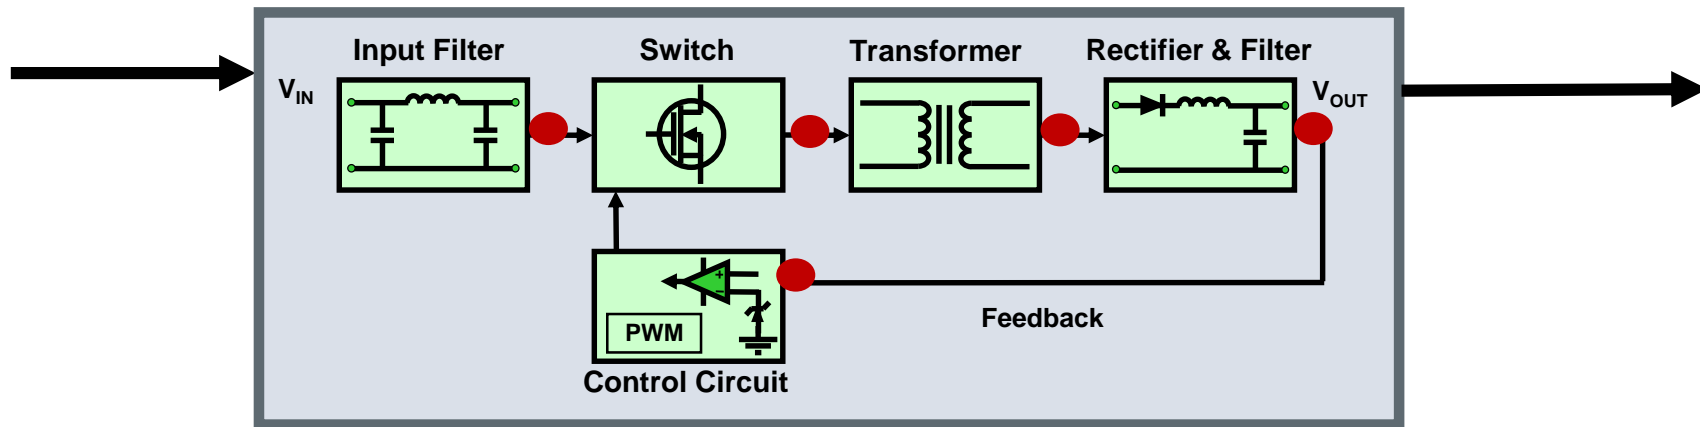 Input Filter
Switch
Transformer
Rectifier & Filter
VIN
VOUT
+
−
PWM
Feedback
Control Circuit